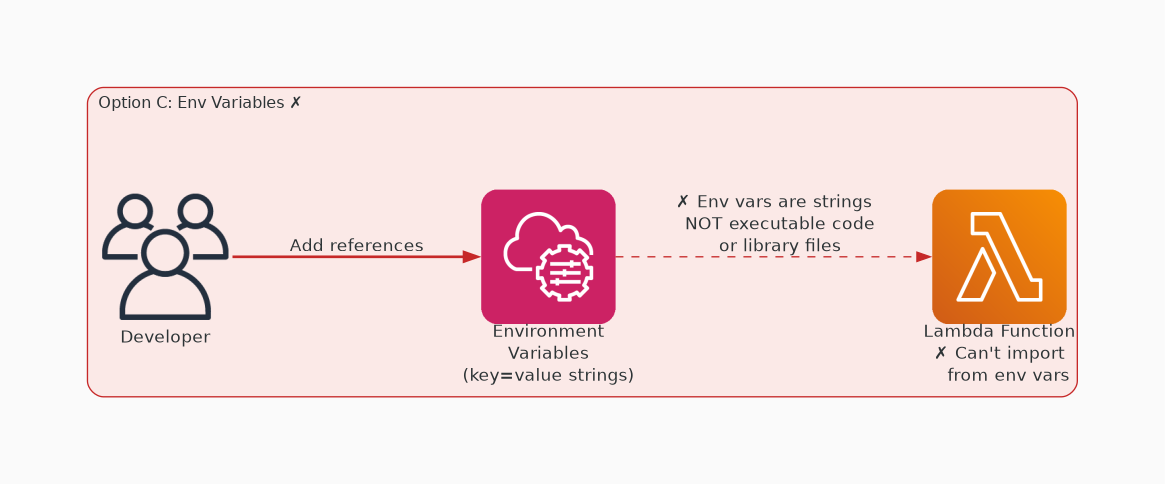 Option C: Env Variables ✗
✗ Env vars are strings
NOT executable code
or library files
Add references
Developer
Environment
Variables
(key=value strings)
Lambda Function
✗ Can't import
from env vars